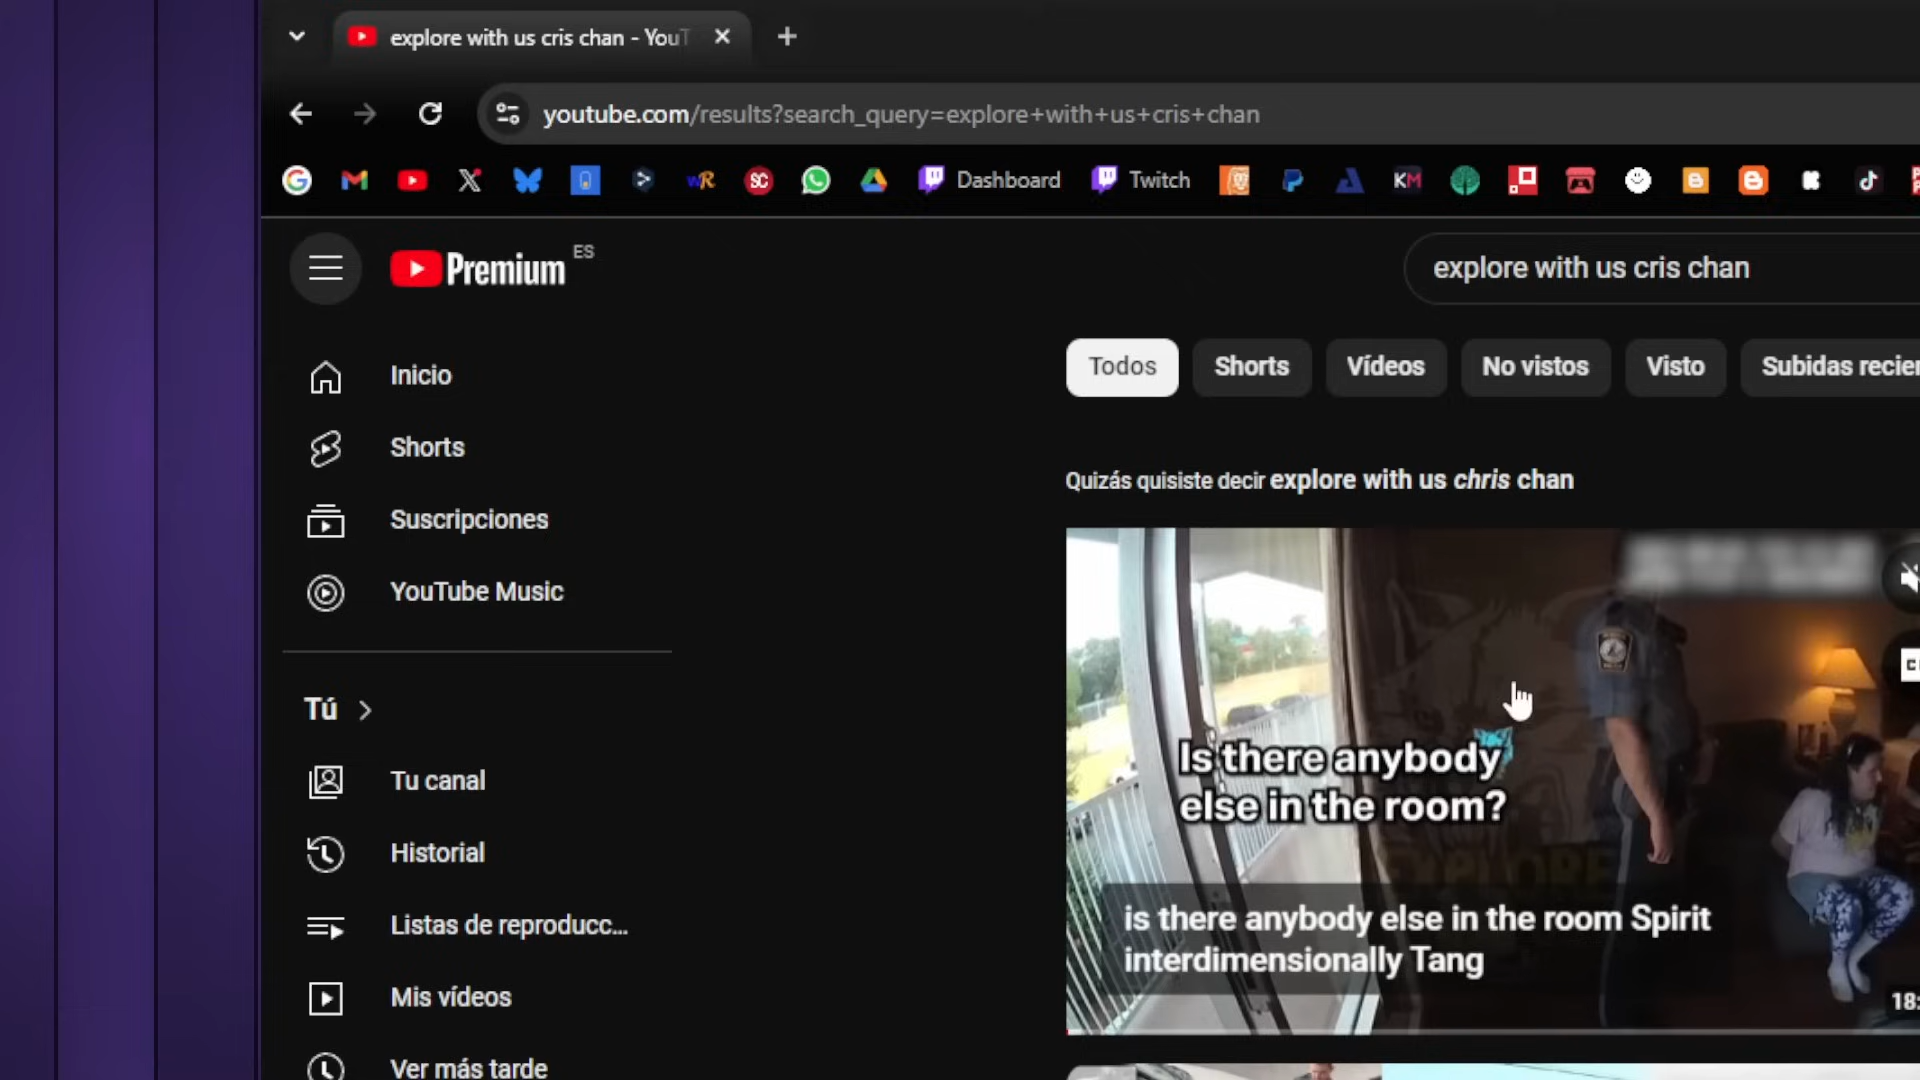 explore with us cris chan - YouT
youtube.com/results?search_query=explore+with+us+cris+chan
Dashboard
Twitch
Premium ES
explore with us cris chan
Inicio
Shorts
Suscripciones
YouTube Music
Tú
Tu canal
Historial
Listas de reproducc...
Mis vídeos
Ver más tarde
Todos
Shorts
Vídeos
No vistos
Visto
Subidas recien
Quizás quisiste decir explore with us chris chan
Is there anybody
else in the room?
EXPLORE
is there anybody else in the room Spirit
interdimensionally Tang
18: